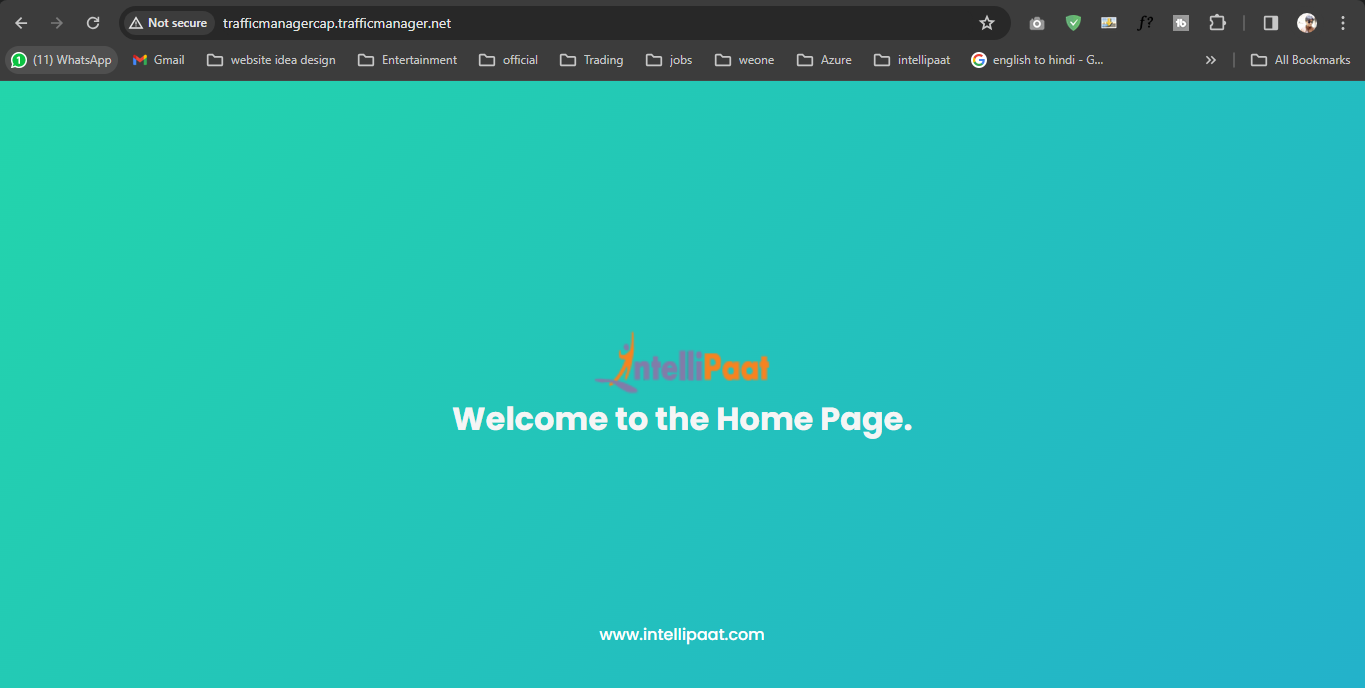 Not secure trafficmanagercap.trafficmanager.net
(11) WhatsApp Gmail website idea design Entertainment official Trading jobs weone Azure intellipaat english to hindi - G... All Bookmarks
IntelliPaat
Welcome to the Home Page.
www.intellipaat.com